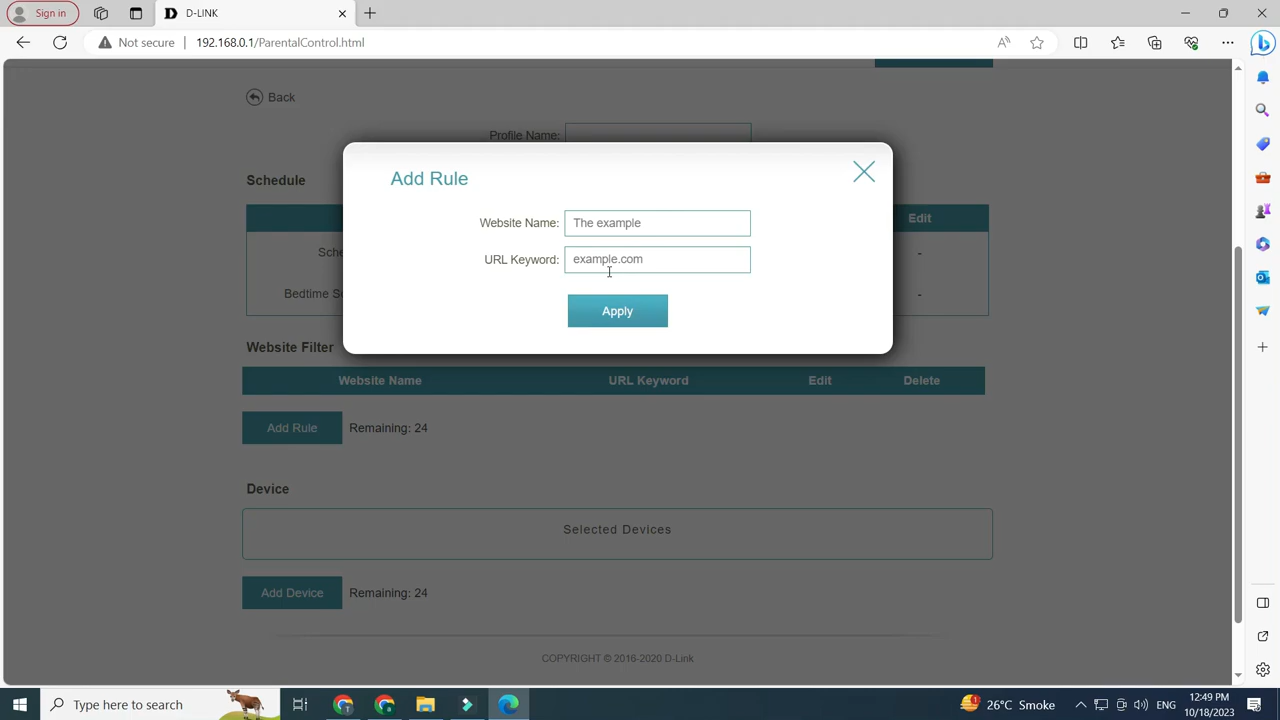 Sign in
D-LINK
Not secure
192.168.0.1/ParentalControl.html
Back
Profile Name:
Add Rule
Schedule
Website Name: The example
Edit
URL Keyword: example.com
Sche
-
Bedtime Se
-
Apply
Website Filter
Website Name URL Keyword Edit Delete
Add Rule Remaining: 24
Device
Selected Devices
Add Device Remaining: 24
COPYRIGHT © 2016-2020 D-Link
Type here to search
26°C Smoke
ENG
12:49 PM
10/18/2023